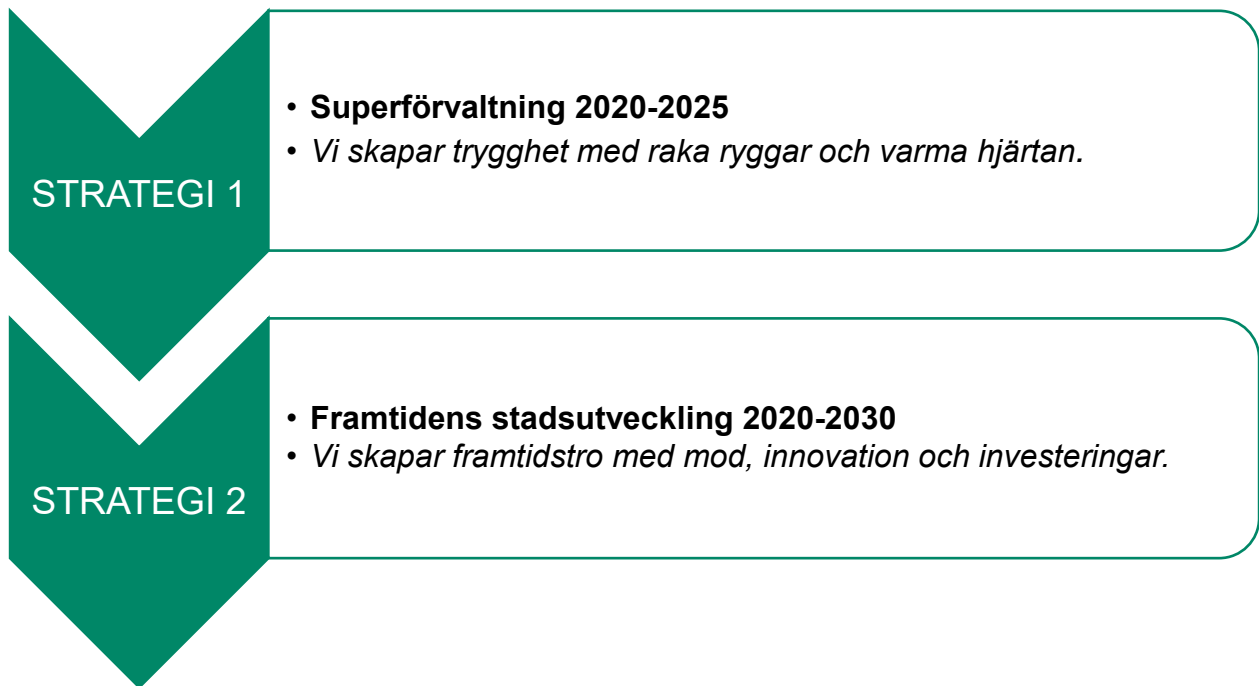 STRATEGI 1
• Superförvaltning 2020-2025
• Vi skapar trygghet med raka ryggar och varma hjärtan.
STRATEGI 2
• Framtidens stadsutveckling 2020-2030
• Vi skapar framtidstro med mod, innovation och investeringar.